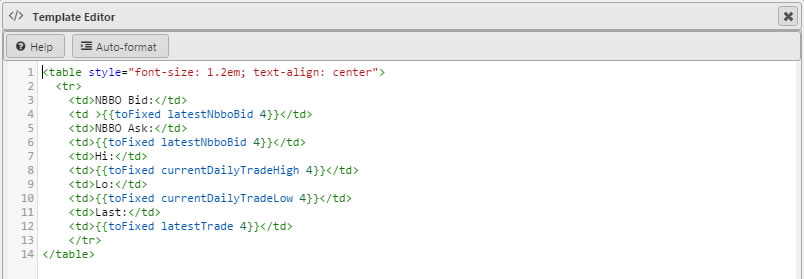 </> Template Editor
Help Auto-format
1 <table style="font-size: 1.2em; text-align: center">
2   <tr>
3     <td>NBBO Bid:</td>
4     <td >{{toFixed latestNbboBid 4}}</td>
5     <td>NBBO Ask:</td>
6     <td>{{toFixed latestNbboBid 4}}</td>
7     <td>Hi:</td>
8     <td>{{toFixed currentDailyTradeHigh 4}}</td>
9     <td>Lo:</td>
10     <td>{{toFixed currentDailyTradeLow 4}}</td>
11     <td>Last:</td>
12     <td>{{toFixed latestTrade 4}}</td>
13     </tr>
14 </table>